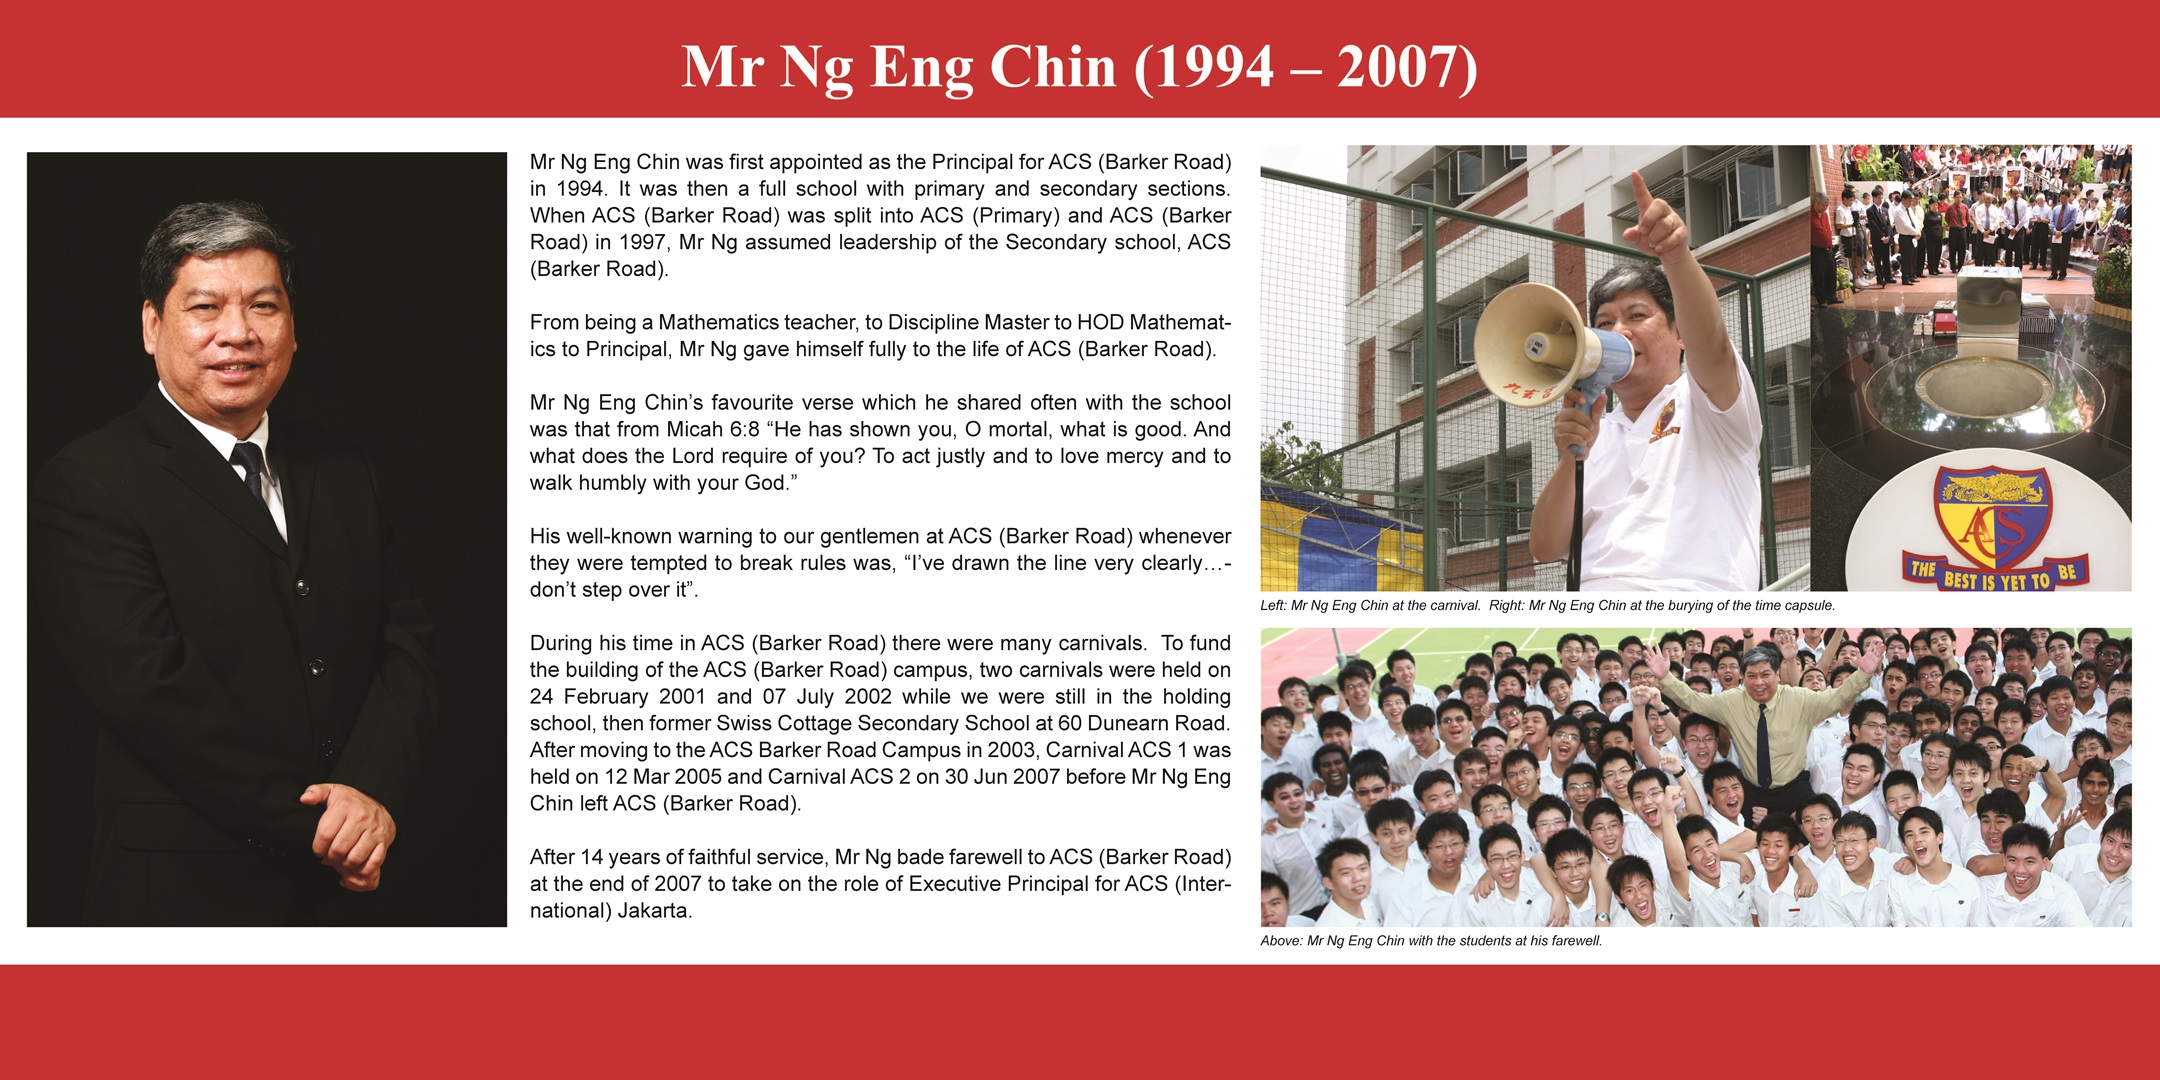 Mr Ng Eng Chin (1994 – 2007)
Mr Ng Eng Chin was first appointed as the Principal for ACS (Barker Road)
in 1994. It was then a full school with primary and secondary sections.
When ACS (Barker Road) was split into ACS (Primary) and ACS (Barker
Road) in 1997, Mr Ng assumed leadership of the Secondary school, ACS
(Barker Road).
From being a Mathematics teacher, to Discipline Master to HOD Mathemat-
ics to Principal, Mr Ng gave himself fully to the life of ACS (Barker Road).
Mr Ng Eng Chin’s favourite verse which he shared often with the school
was that from Micah 6:8 “He has shown you, O mortal, what is good. And
what does the Lord require of you? To act justly and to love mercy and to
walk humbly with your God.”
His well-known warning to our gentlemen at ACS (Barker Road) whenever
they were tempted to break rules was, “I’ve drawn the line very clearly…-
don’t step over it”.
During his time in ACS (Barker Road) there were many carnivals.  To fund
the building of the ACS (Barker Road) campus, two carnivals were held on
24 February 2001 and 07 July 2002 while we were still in the holding
school, then former Swiss Cottage Secondary School at 60 Dunearn Road.
After moving to the ACS Barker Road Campus in 2003, Carnival ACS 1 was
held on 12 Mar 2005 and Carnival ACS 2 on 30 Jun 2007 before Mr Ng Eng
Chin left ACS (Barker Road).
After 14 years of faithful service, Mr Ng bade farewell to ACS (Barker Road)
at the end of 2007 to take on the role of Executive Principal for ACS (Inter-
national) Jakarta.
ACS
THE BEST IS YET TO BE
Left: Mr Ng Eng Chin at the carnival.  Right: Mr Ng Eng Chin at the burying of the time capsule.
Above: Mr Ng Eng Chin with the students at his farewell.